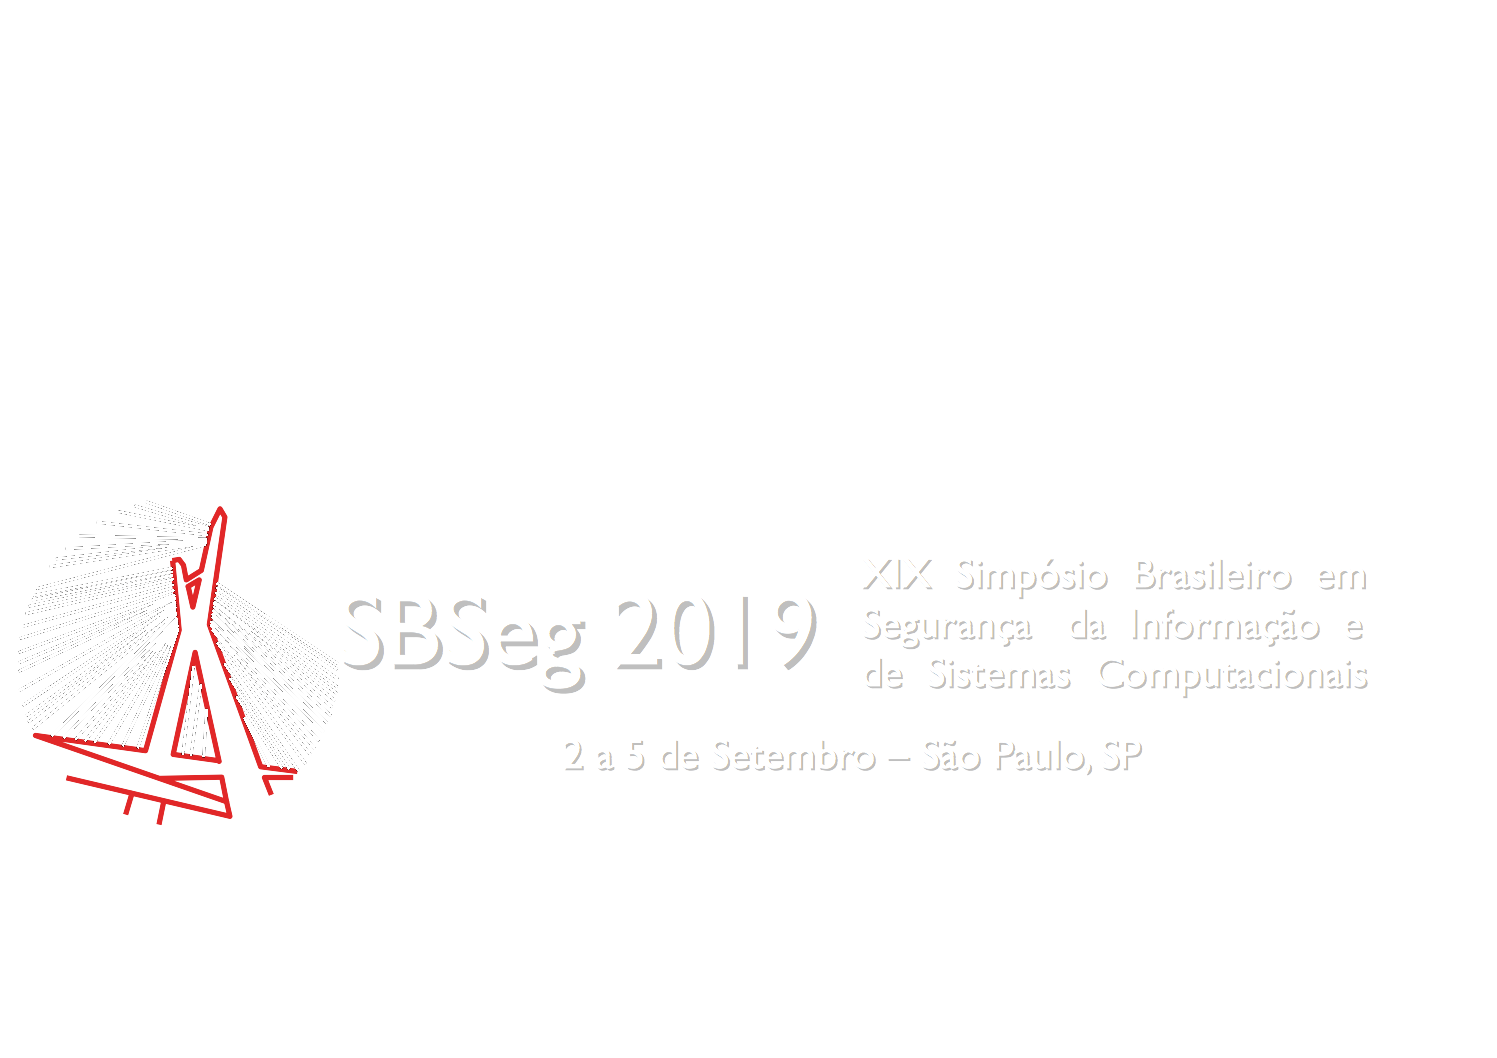 SBSeg 2019
XIX Simpósio Brasileiro em
Segurança da Informação e
de Sistemas Computacionais
2 a 5 de Setembro – São Paulo, SP